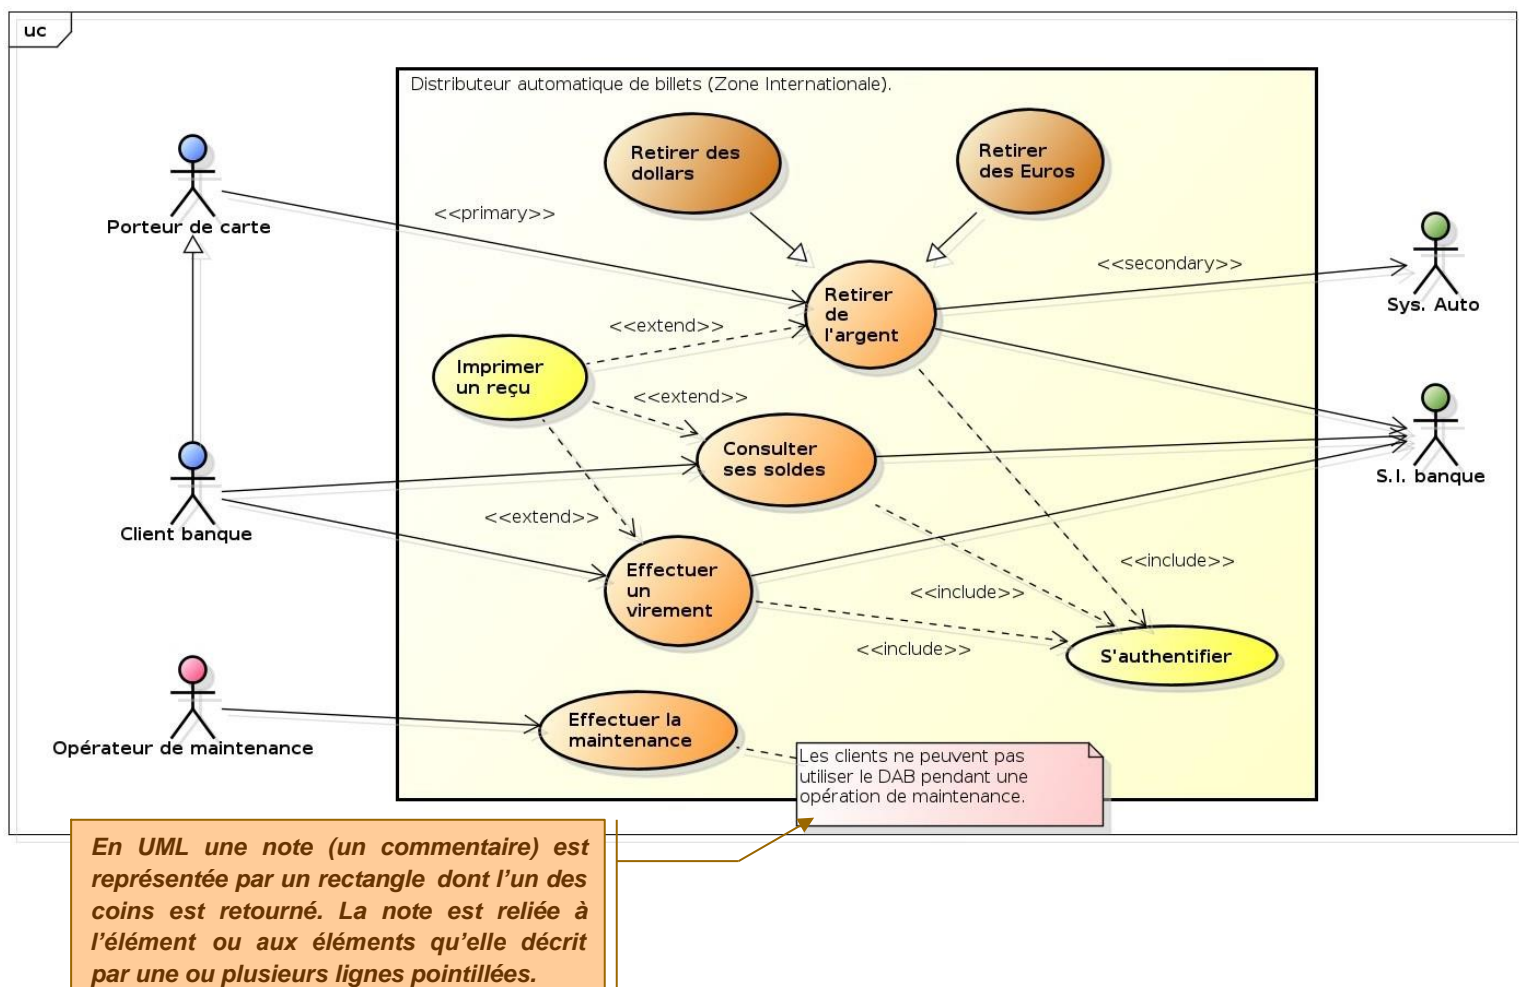 uc
Distributeur automatique de billets (Zone Internationale).
Retirer des
dollars
Retirer
des Euros
Porteur de carte
<<primary>>
<<secondary>>
Retirer
de
l'argent
Sys. Auto
<<extend>>
Imprimer
un reçu
<<extend>>
Consulter
ses soldes
S.I. banque
Client banque
<<extend>>
Effectuer
un
virement
<<include>>
<<include>>
<<include>>
S'authentifier
Opérateur de maintenance
Effectuer la
maintenance
Les clients ne peuvent pas
utiliser le DAB pendant une
opération de maintenance.
En UML une note (un commentaire) est
représentée par un rectangle dont l’un des
coins est retourné. La note est reliée à
l’élément ou aux éléments qu’elle décrit
par une ou plusieurs lignes pointillées.